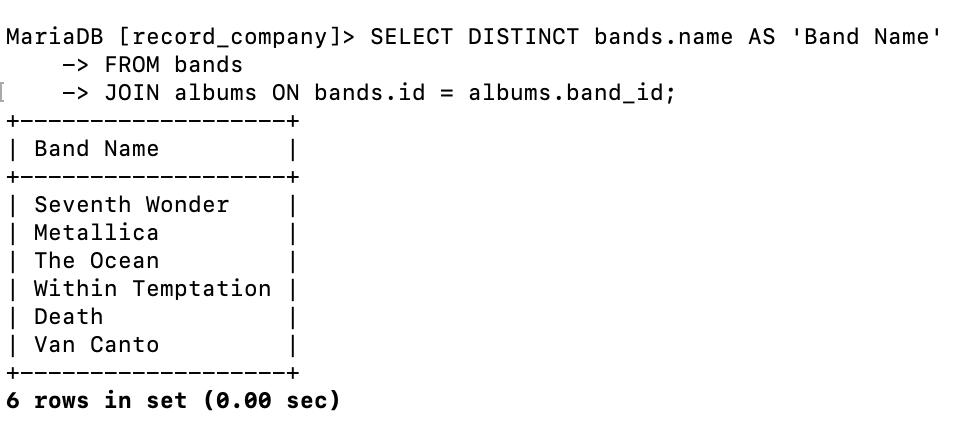 MariaDB [record_company]> SELECT DISTINCT bands.name AS 'Band Name'
    -> FROM bands
    -> JOIN albums ON bands.id = albums.band_id;
+-------------------+
| Band Name         |
+-------------------+
| Seventh Wonder    |
| Metallica         |
| The Ocean         |
| Within Temptation |
| Death             |
| Van Canto         |
+-------------------+
6 rows in set (0.00 sec)